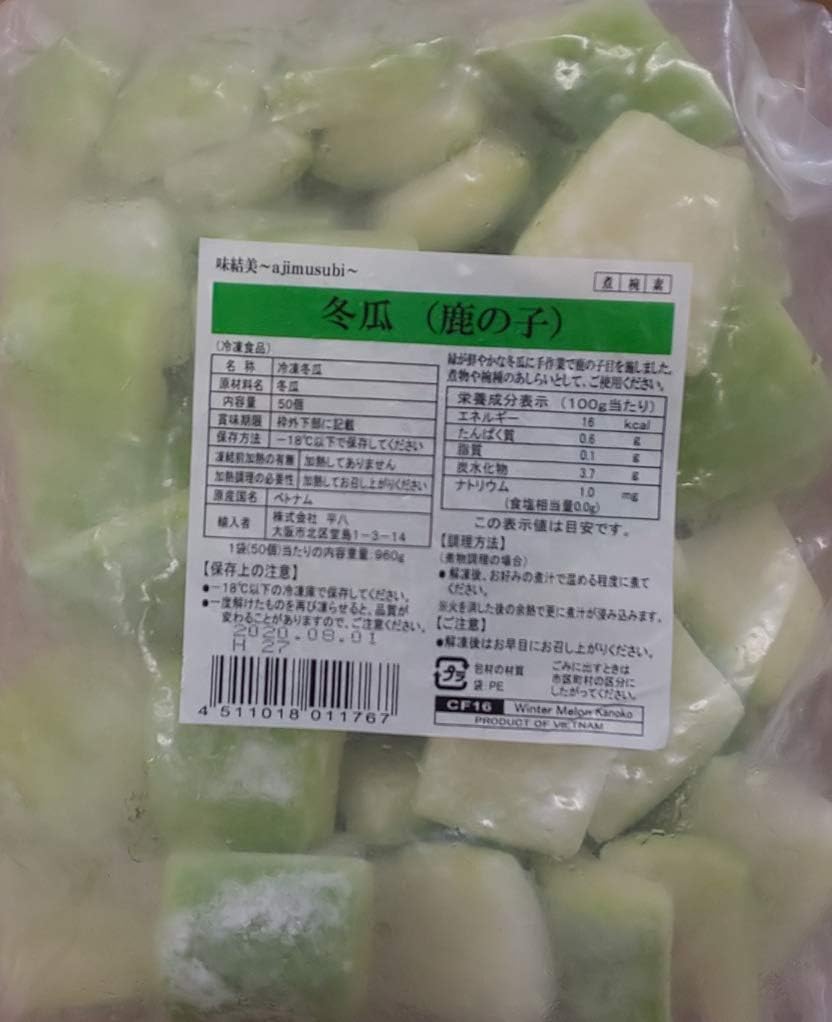 味結美～ajimusubi～
煮 椀 素
冬瓜 （鹿の子）
（冷凍食品）
名 称 冷凍冬瓜
原材料名 冬瓜
内容量 50個
賞味期限 枠外下部に記載
保存方法 －18℃以下で保存してください
凍結前加熱の有無 加熱してありません
加熱調理の必要性 加熱してお召し上がりください
原産国名 ベトナム
輸入者 株式会社 平八
大阪市北区堂島1－3－14
1袋(50個)当たりの内容重量:960g
【保存上の注意】
●－18℃以下の冷凍庫で保存してください。
●一度解けたものを再び凍らせると、品質が
変わることがありますので、ご注意ください。
2020.08.01
H 27
4 511018 011767
緑が鮮やかな冬瓜に手作業で鹿の子目を施しました。
煮物や椀種のあしらいとして、ご使用ください。
栄養成分表示 （100g当たり）
エネルギー 16 kcal
たんぱく質 0.6 g
脂質 0.1 g
炭水化物 3.7 g
ナトリウム 1.0 mg
(食塩相当量0.0g)
この表示値は目安です。
【調理方法】
(煮物調理の場合)
●解凍後、お好みの煮汁で温める程度に煮て
ください。
※火を消した後の余熱で更に煮汁が浸み込みます。
【ご注意】
●解凍後はお早目にお召し上がりください。
プラ
包材の材質
袋:PE
ごみに出すときは
市区町村の区分に
したがってください。
CF16 Winter Melon Kanoko
PRODUCT OF VIETNAM